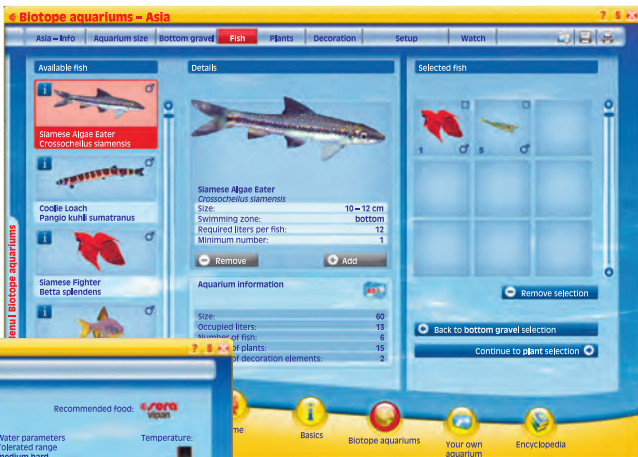 Biotope aquariums – Asia
? $
Asia – Info Aquarium size Bottom gravel Fish Plants Decoration Setup Watch
Available fish
Siamese Algae Eater
Crossocheilus siamensis
Coolie Loach
Pangio kuhli sumatranus
Siamese Fighter
Betta splendens
Details
Siamese Algae Eater
Crossocheilus siamensis
Size: 10 – 12 cm
Swimming zone: bottom
Required liters per fish: 12
Minimum number: 1
Remove Add
Aquarium information
Size: 60
Occupied liters: 13
Number of fish: 6
of plants: 15
of decoration elements: 2
Selected fish
1 5
Remove selection
Back to bottom gravel selection
Continue to plant selection
enu | Biotope aquariums
? $
Recommended food: sera
vipan
Water parameters Temperature:
Tolerated range
medium hard
me
Basics
Biotope aquariums
Your own
aquarium
Encyclopedia